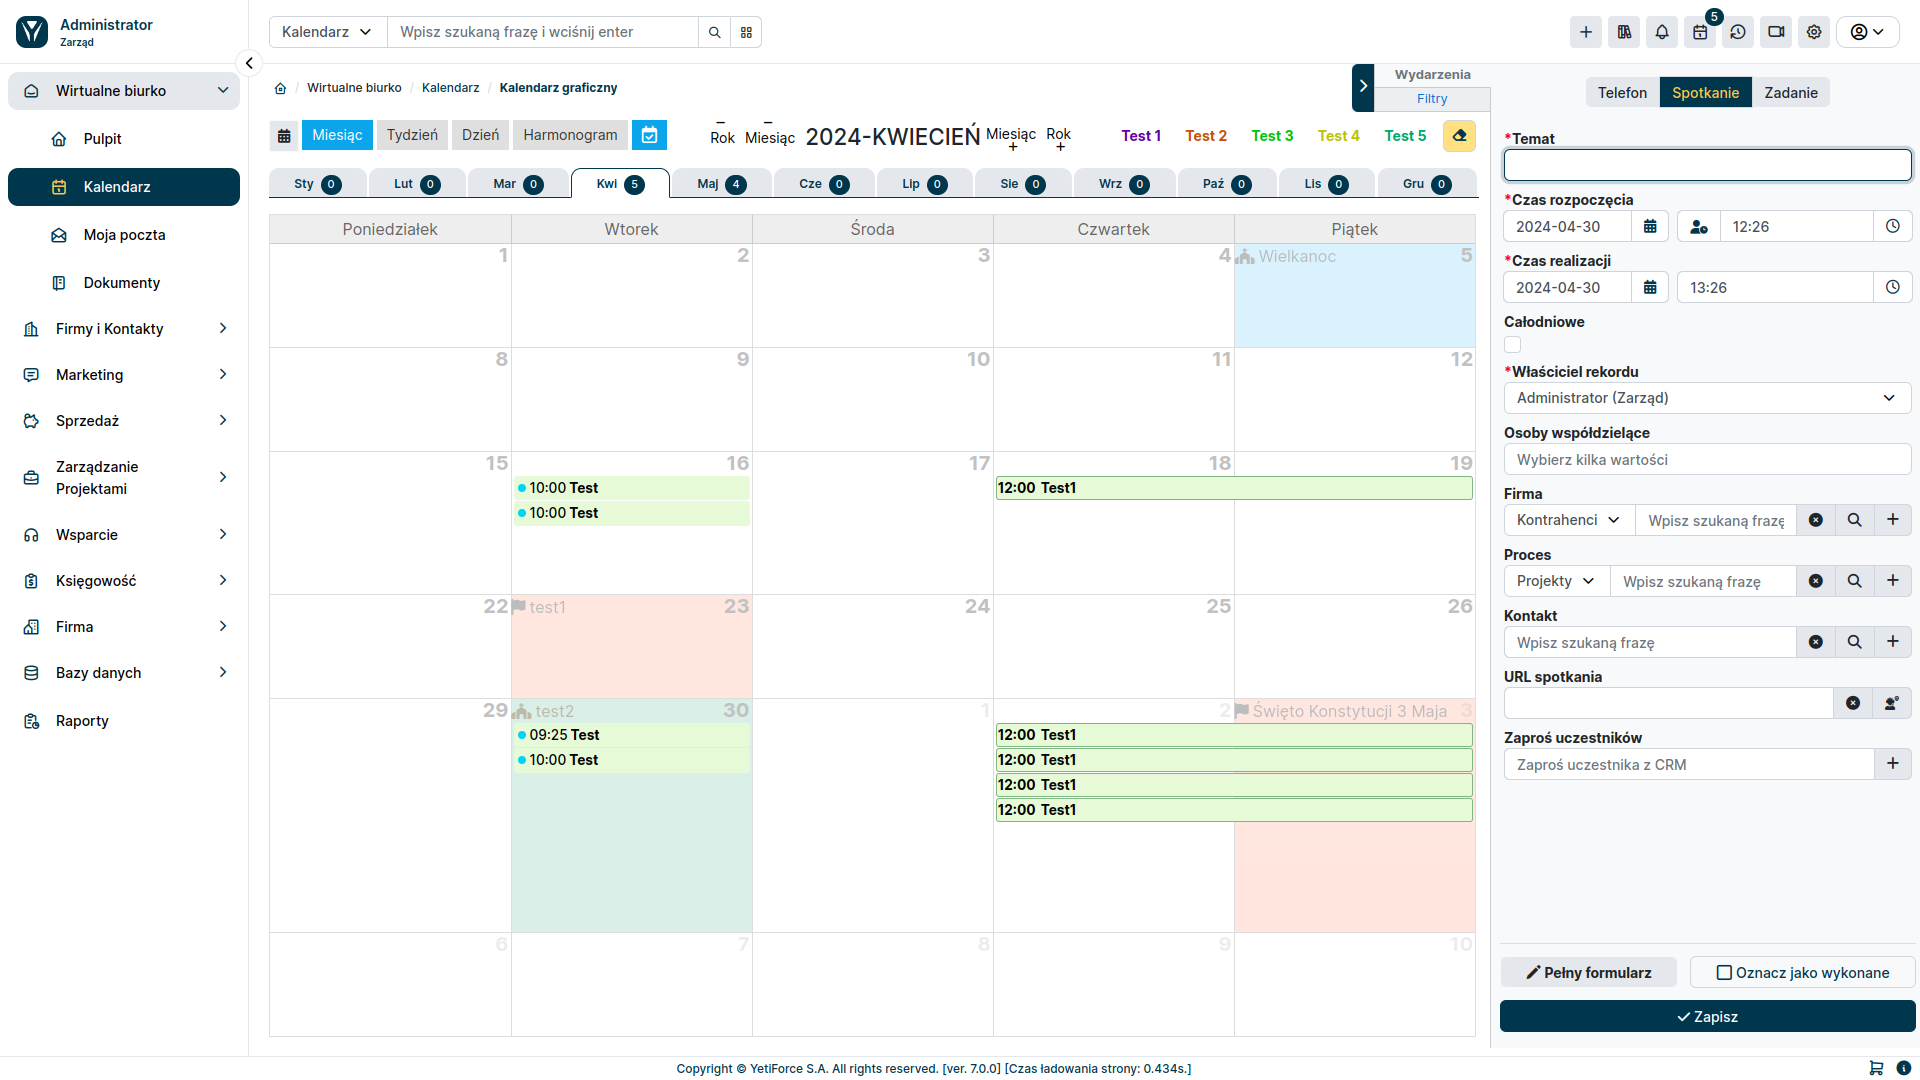 Administrator
Zarząd
Kalendarz
Wpisz szukaną frazę i wciśnij enter
5
Wirtualne biurko
Pulpit
Kalendarz
Moja poczta
Dokumenty
Firmy i Kontakty
Marketing
Sprzedaż
Zarządzanie
Projektami
Wsparcie
Księgowość
Firma
Bazy danych
Raporty
/ Wirtualne biurko / Kalendarz / Kalendarz graficzny
Wydarzenia
Filtry
Miesiąc Tydzień Dzień Harmonogram
– Rok – Miesiąc 2024-KWIECIEŃ Miesiąc + Rok +
Test 1 Test 2 Test 3 Test 4 Test 5
Sty 0 Lut 0 Mar 0 Kwi 5 Maj 4 Cze 0 Lip 0 Sie 0 Wrz 0 Paź 0 Lis 0 Gru 0
Poniedziałek Wtorek Środa Czwartek Piątek
1 2 3 4 Wielkanoc 5
8 9 10 11 12
15 16 17 18 19
10:00 Test 12:00 Test1
10:00 Test
22 test1 23 24 25 26
29 test2 30 1 2 Święto Konstytucji 3 Maja 3
09:25 Test 12:00 Test1
10:00 Test 12:00 Test1
12:00 Test1
12:00 Test1
6 7 8 9 10
Telefon Spotkanie Zadanie
*Temat
*Czas rozpoczęcia
2024-04-30 12:26
*Czas realizacji
2024-04-30 13:26
Całodniowe
*Właściciel rekordu
Administrator (Zarząd)
Osoby współdzielące
Wybierz kilka wartości
Firma
Kontrahenci Wpisz szukaną frazę
Proces
Projekty Wpisz szukaną frazę
Kontakt
Wpisz szukaną frazę
URL spotkania
Zaproś uczestników
Zaproś uczestnika z CRM
Pełny formularz Oznacz jako wykonane
Zapisz
Copyright © YetiForce S.A. All rights reserved. [ver. 7.0.0] [Czas ładowania strony: 0.434s.]